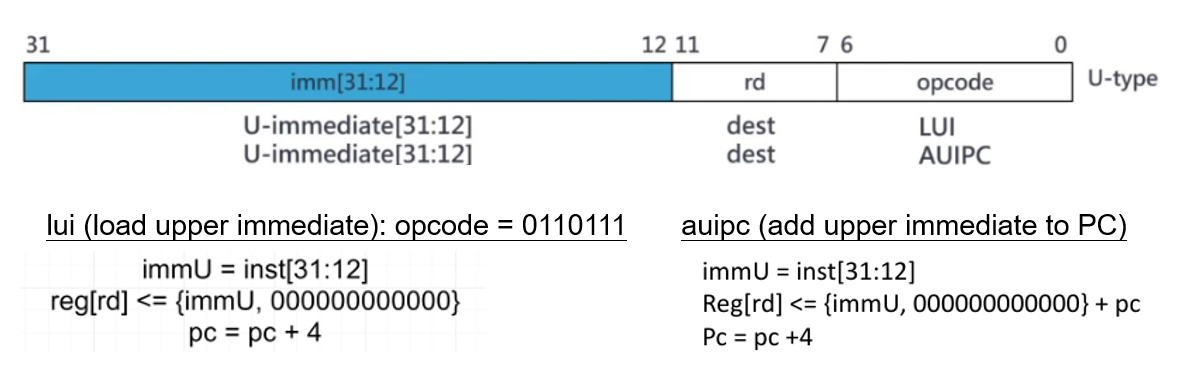 31 12 11 7 6 0
imm[31:12] rd opcode U-type
U-immediate[31:12] dest LUI
U-immediate[31:12] dest AUIPC
lui (load upper immediate): opcode = 0110111
immU = inst[31:12]
reg[rd] <= {immU, 000000000000}
pc = pc + 4
auipc (add upper immediate to PC)
immU = inst[31:12]
Reg[rd] <= {immU, 000000000000} + pc
Pc = pc +4